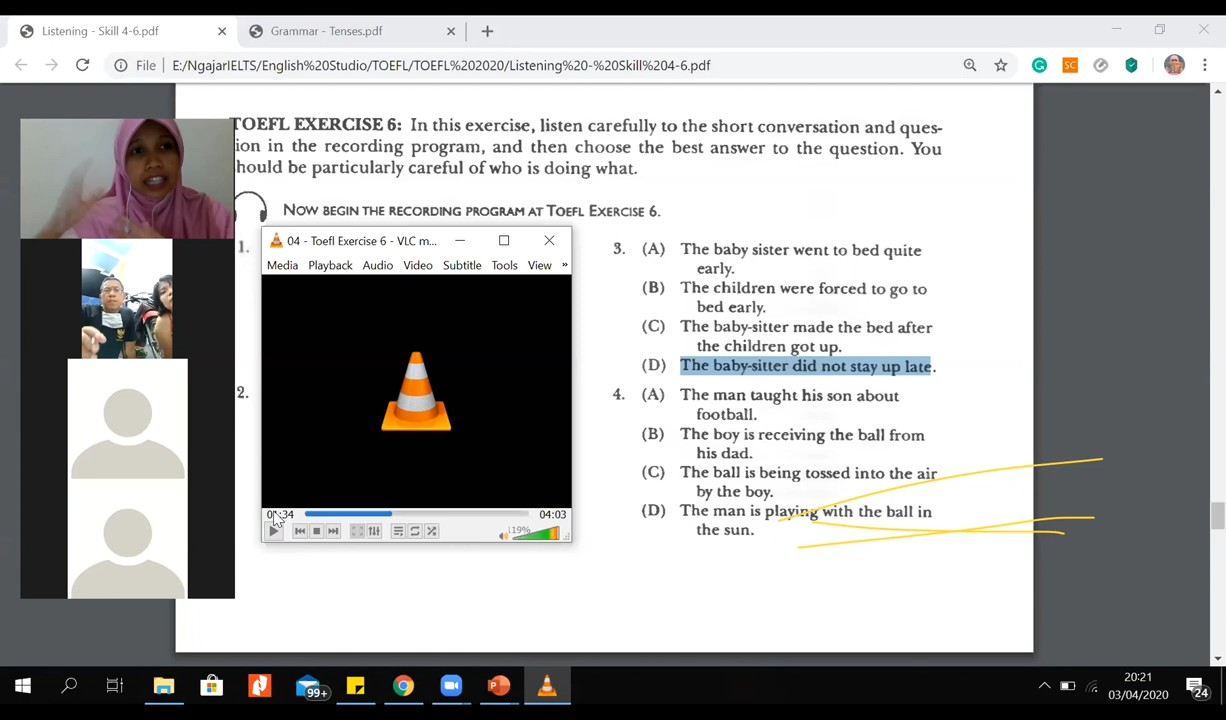 Listening - Skill 4-6.pdf
Grammar - Tenses.pdf
File
E:/NgajarIELTS/English%20Studio/TOEFL/TOEFL%202020/Listening%20-%20Skill%204-6.pdf
TOEFL EXERCISE 6: In this exercise, listen carefully to the short conversation and ques-
ion in the recording program, and then choose the best answer to the question. You
hould be particularly careful of who is doing what.
NOW BEGIN THE RECORDING PROGRAM AT TOEFL EXERCISE 6.
1.
2.
04 - Toefl Exercise 6 - VLC m...
Media Playback Audio Video Subtitle Tools View »
04:03
119%
3. (A) The baby sister went to bed quite
early.
(B) The children were forced to go to
bed early.
(C) The baby-sitter made the bed after
the children got up.
(D) The baby-sitter did not stay up late.
4. (A) The man taught his son about
football.
(B) The boy is receiving the ball from
his dad.
(C) The ball is being tossed into the air
by the boy.
(D) The man is playing with the ball in
the sun.
SC
99+
20:21
03/04/2020
24